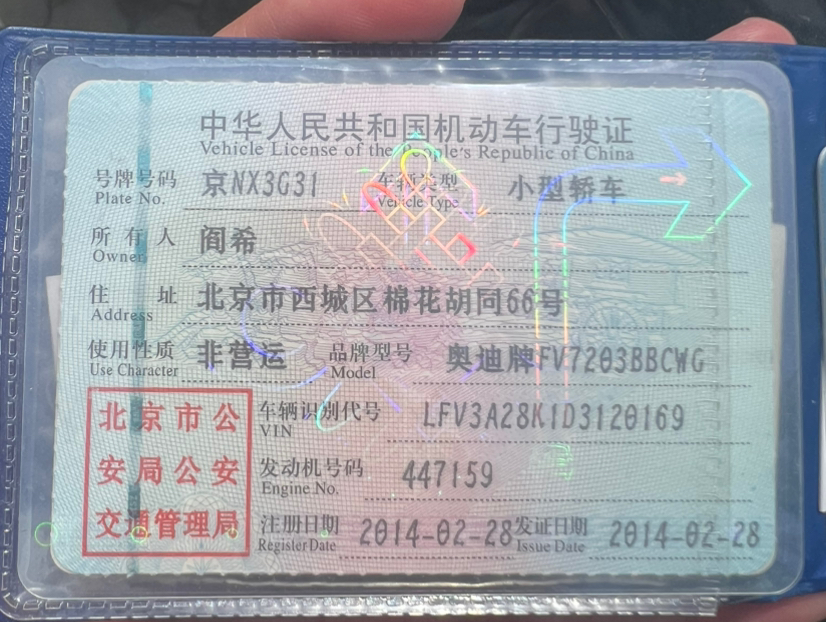 中华人民共和国机动车行驶证
Vehicle License of the People's Republic of China
号牌号码 京NX3G31 车辆类型 小型轿车
Plate No. Vehicle Type
所有人 阎希
Owner
住址 北京市西城区棉花胡同66号
Address
使用性质 非营运 品牌型号 奥迪牌FV7203BBCWG
Use Character Model
北京市公 车辆识别代号 LFV3A28K1D3120169
VIN
安局公安 发动机号码 447159
Engine No.
交通管理局 注册日期 2014-02-28 发证日期 2014-02-28
Register Date Issue Date